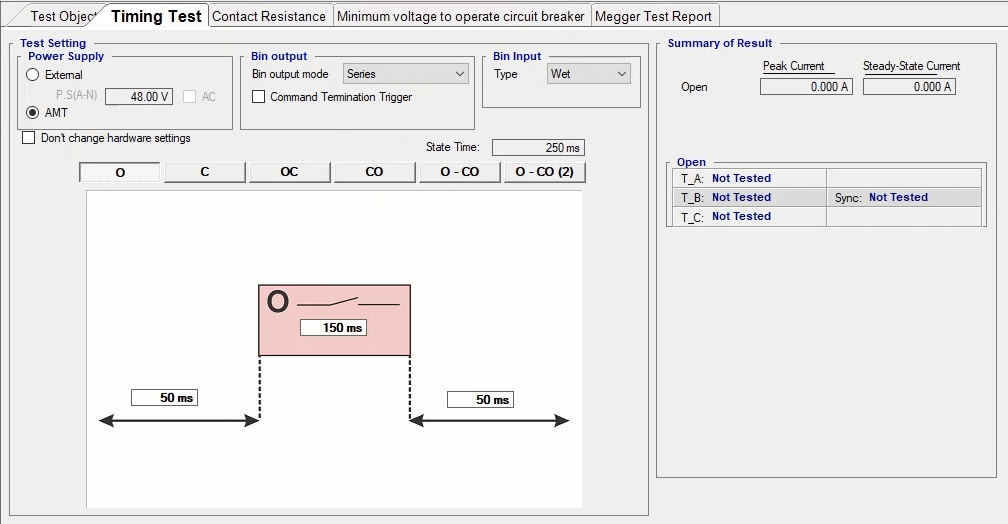 Test Object Timing Test Contact Resistance Minimum voltage to operate circuit breaker Megger Test Report
Test Setting
Power Supply
External
P.S(A-N) 48.00 V AC
AMT
Bin output
Bin output mode Series
Command Termination Trigger
Bin Input
Type Wet
Don't change hardware settings
State Time: 250 ms
O C OC CO O - CO O - CO (2)
O
150 ms
50 ms 50 ms
Summary of Result
Peak Current Steady-State Current
Open 0.000 A 0.000 A
Open
T_A: Not Tested
T_B: Not Tested Sync: Not Tested
T_C: Not Tested